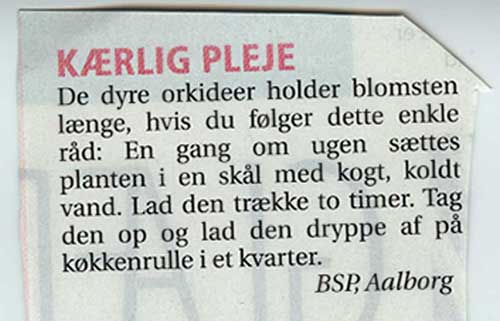 KÆRLIG PLEJE
De dyre orkideer holder blomsten
længe, hvis du følger dette enkle
råd: En gang om ugen sættes
planten i en skål med kogt, koldt
vand. Lad den trække to timer. Tag
den op og lad den dryppe af på
køkkenrulle i et kvarter.
BSP, Aalborg